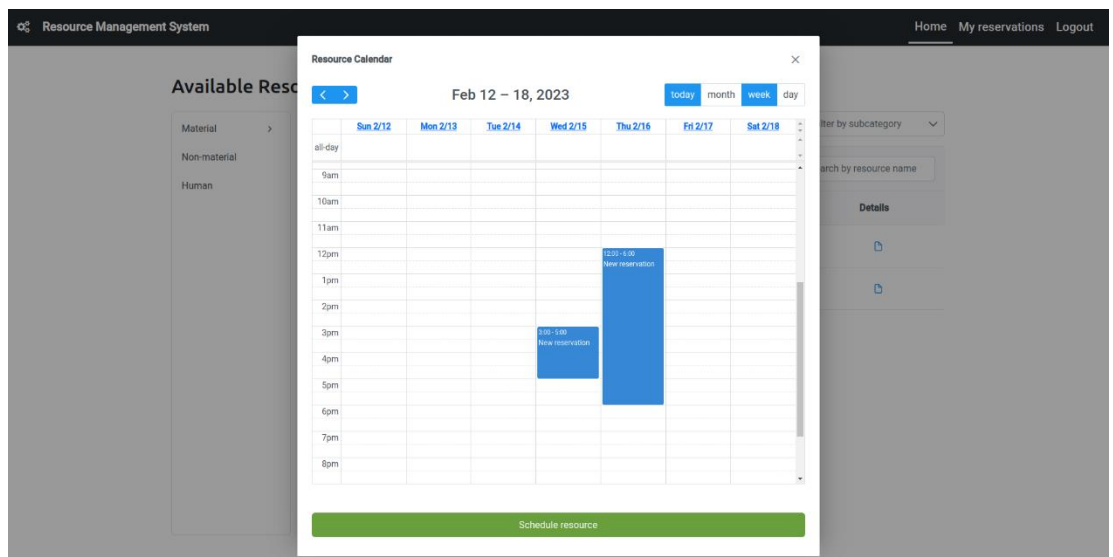 Resource Management System
Home My reservations Logout
Resource Calendar
Available Resc
Feb 12 – 18, 2023
today month week day
Material
Non-material
Human
Sun 2/12 Mon 2/13 Tue 2/14 Wed 2/15 Thu 2/16 Fri 2/17 Sat 2/18
all-day
lter by subcategory
arch by resource name
Details
9am
10am
11am
12pm
12:00 - 6:00
New reservation
1pm
2pm
3pm
3:00 - 5:00
New reservation
4pm
5pm
6pm
7pm
8pm
Schedule resource